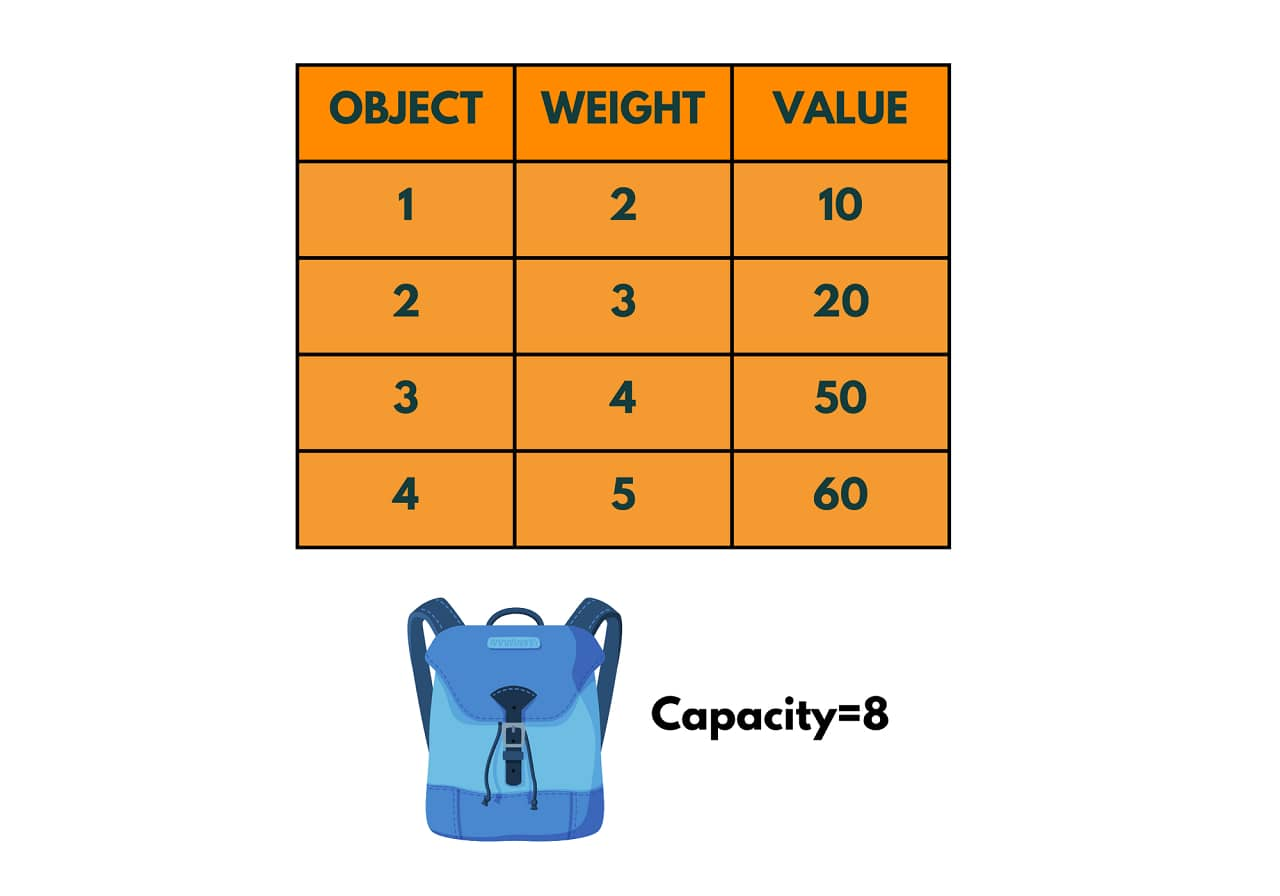 OBJECT WEIGHT VALUE
1 2 10
2 3 20
3 4 50
4 5 60
Capacity=8